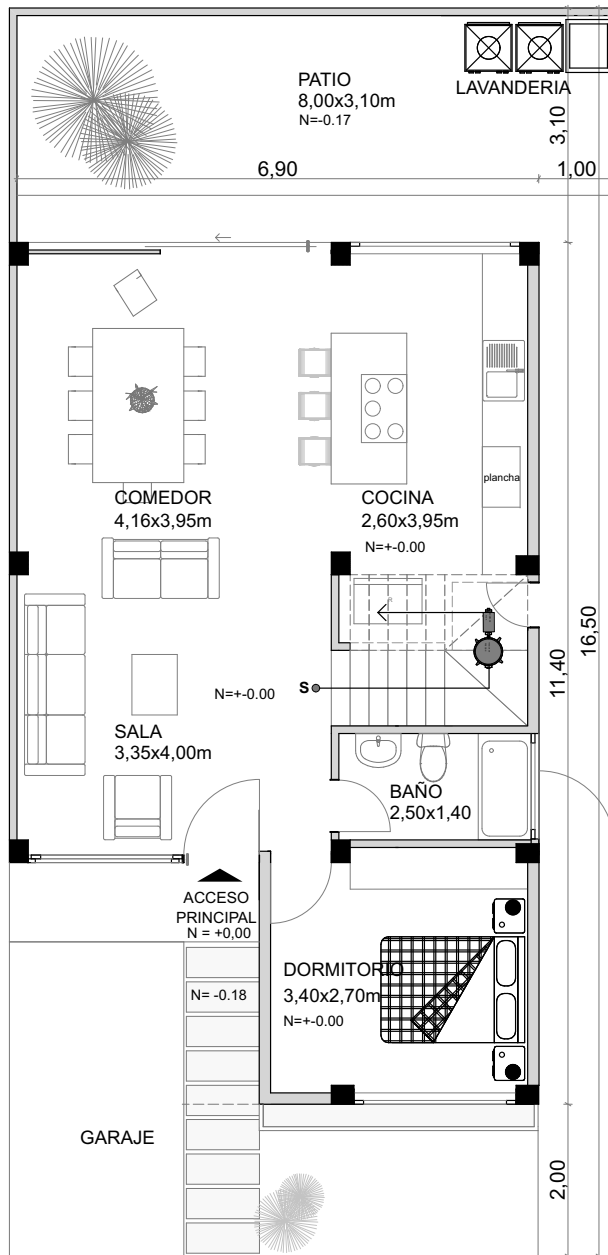 PATIO
8,00x3,10m
N=-0.17
LAVANDERIA
3,10
6,90
1,00
plancha
COMEDOR
4,16x3,95m
COCINA
2,60x3,95m
N=+-0.00
16,50
11,40
N=+-0.00
S
SALA
3,35x4,00m
BAÑO
2,50x1,40
ACCESO
PRINCIPAL
N = +0,00
DORMITORIO
3,40x2,70m
N=+-0.00
N= -0.18
GARAJE
2,00